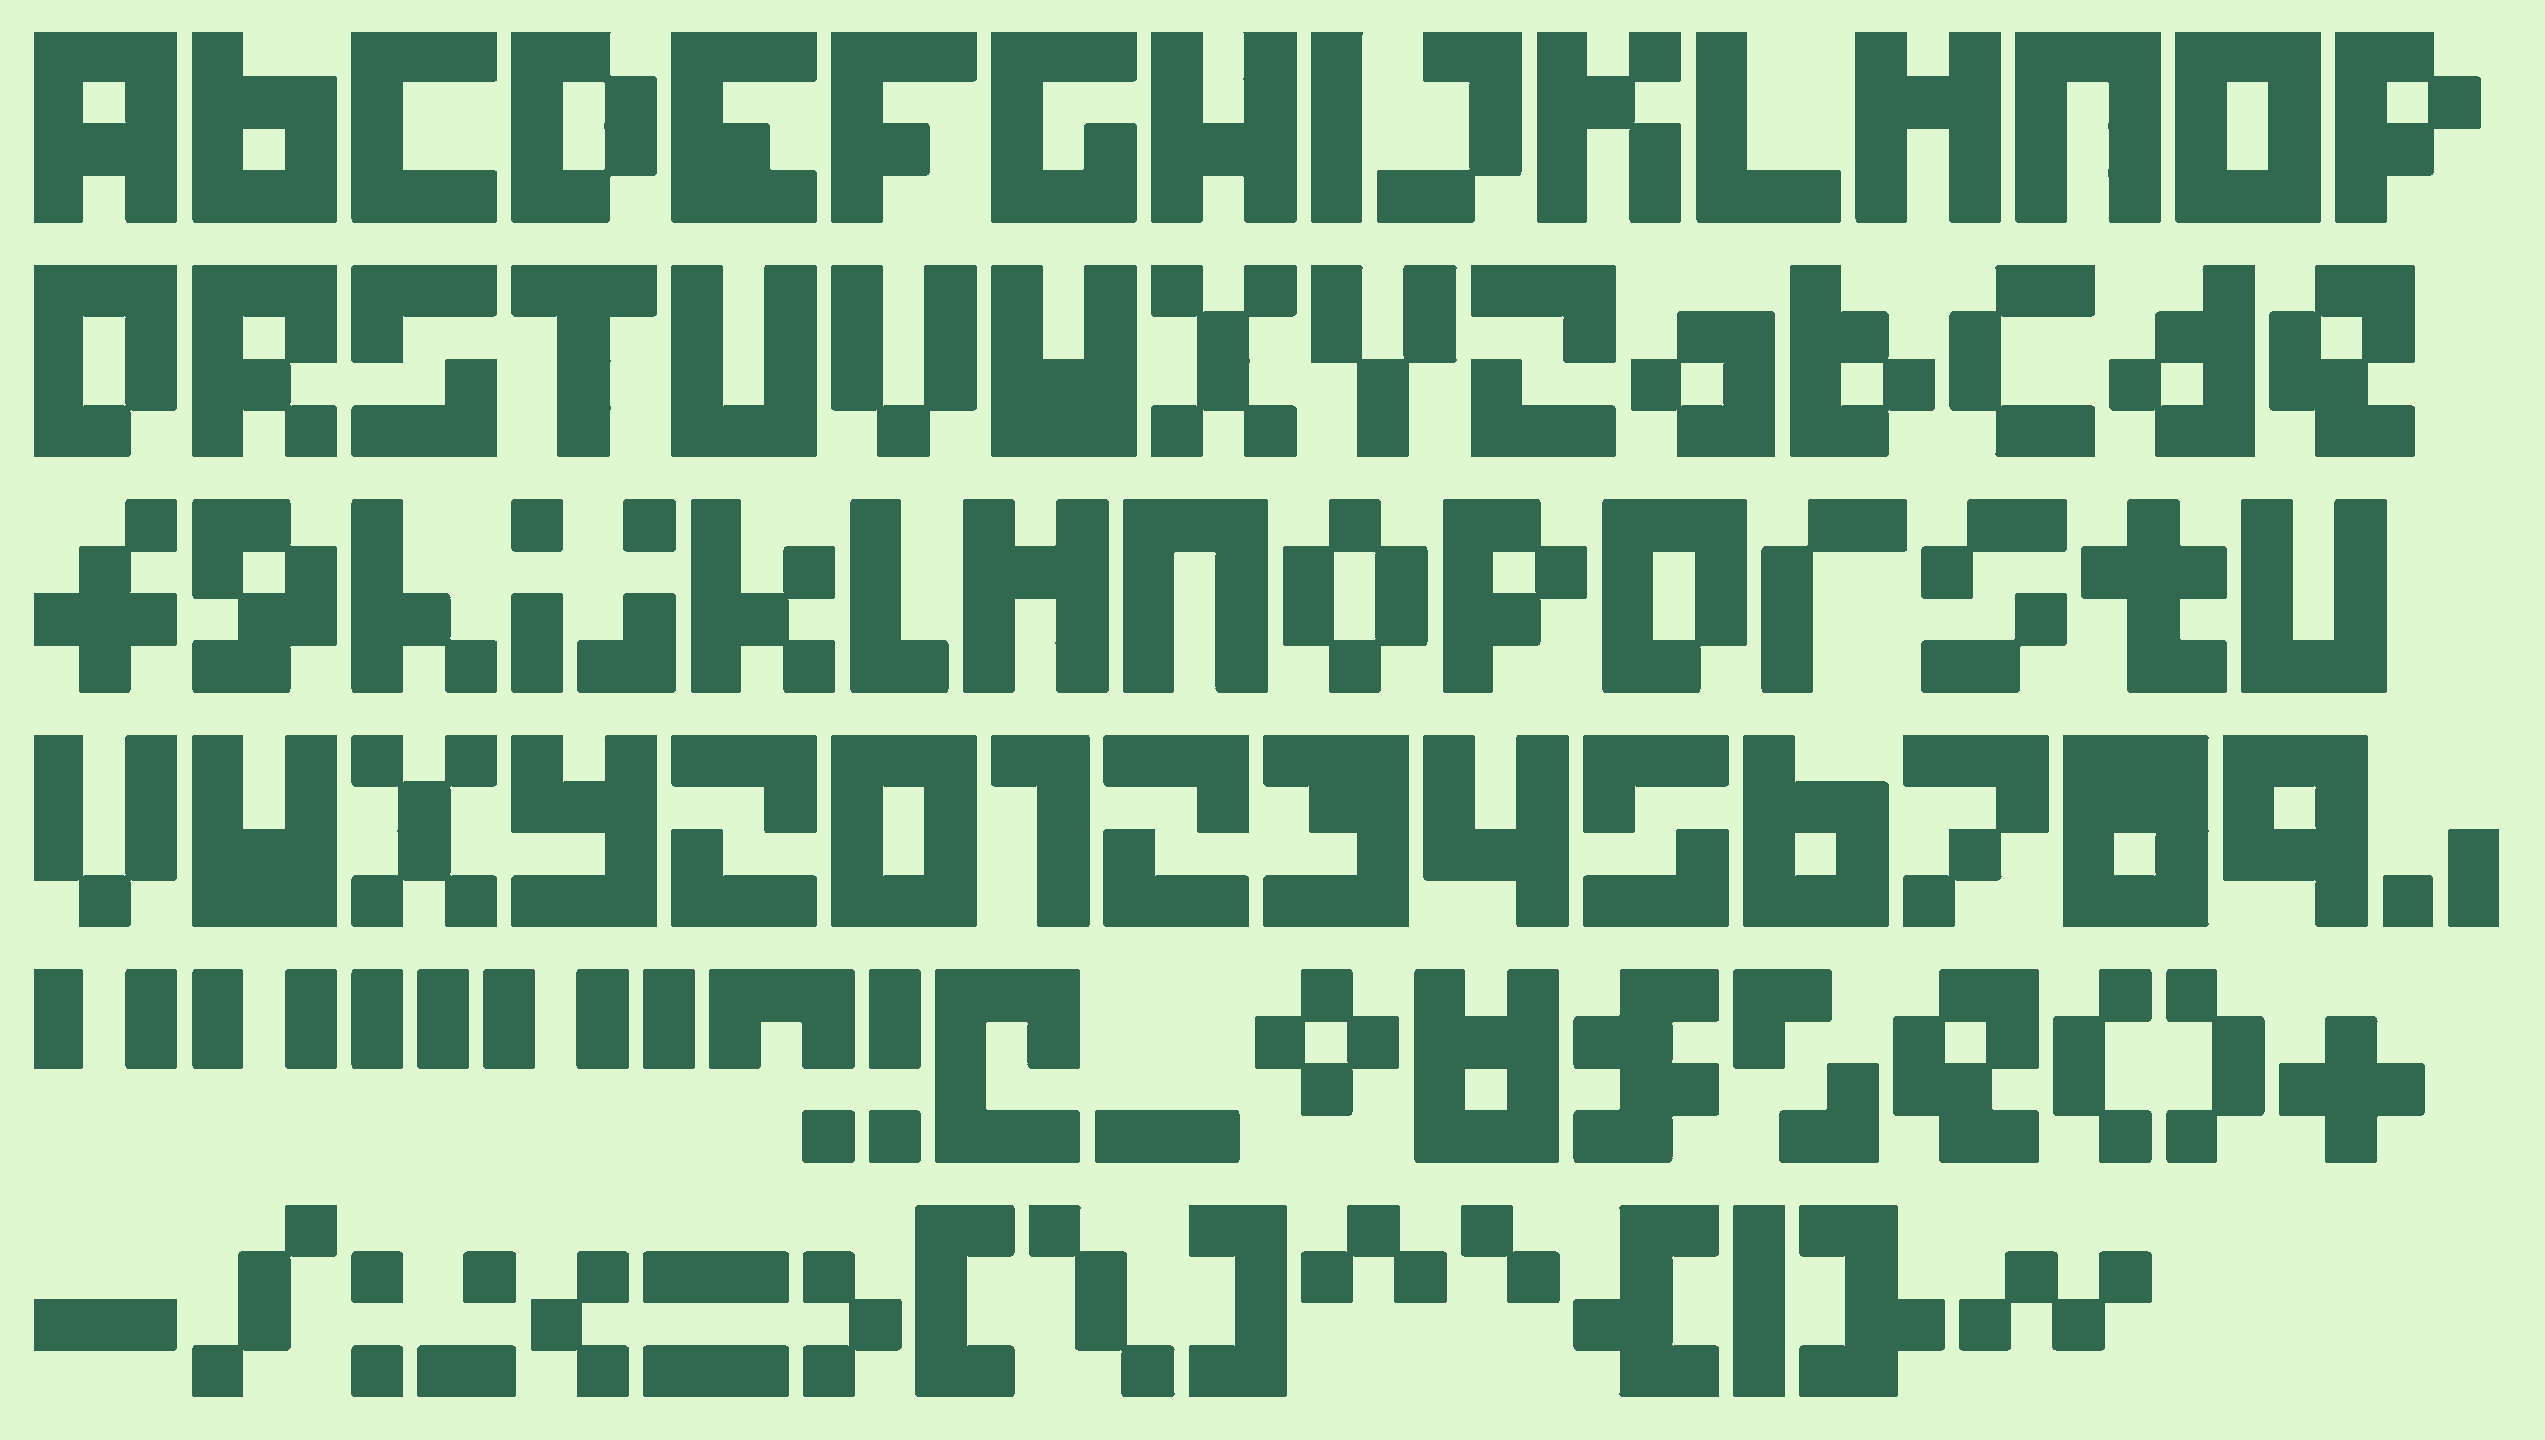 ABCDEFGHIJKLMNOP
QRSTUVWXYZabcde
fghijklmnopqrstu
vwxyz0123456789.,
“”‘’"'?!@_*#$%&()+
-/:;<=>[\]^`{|}~